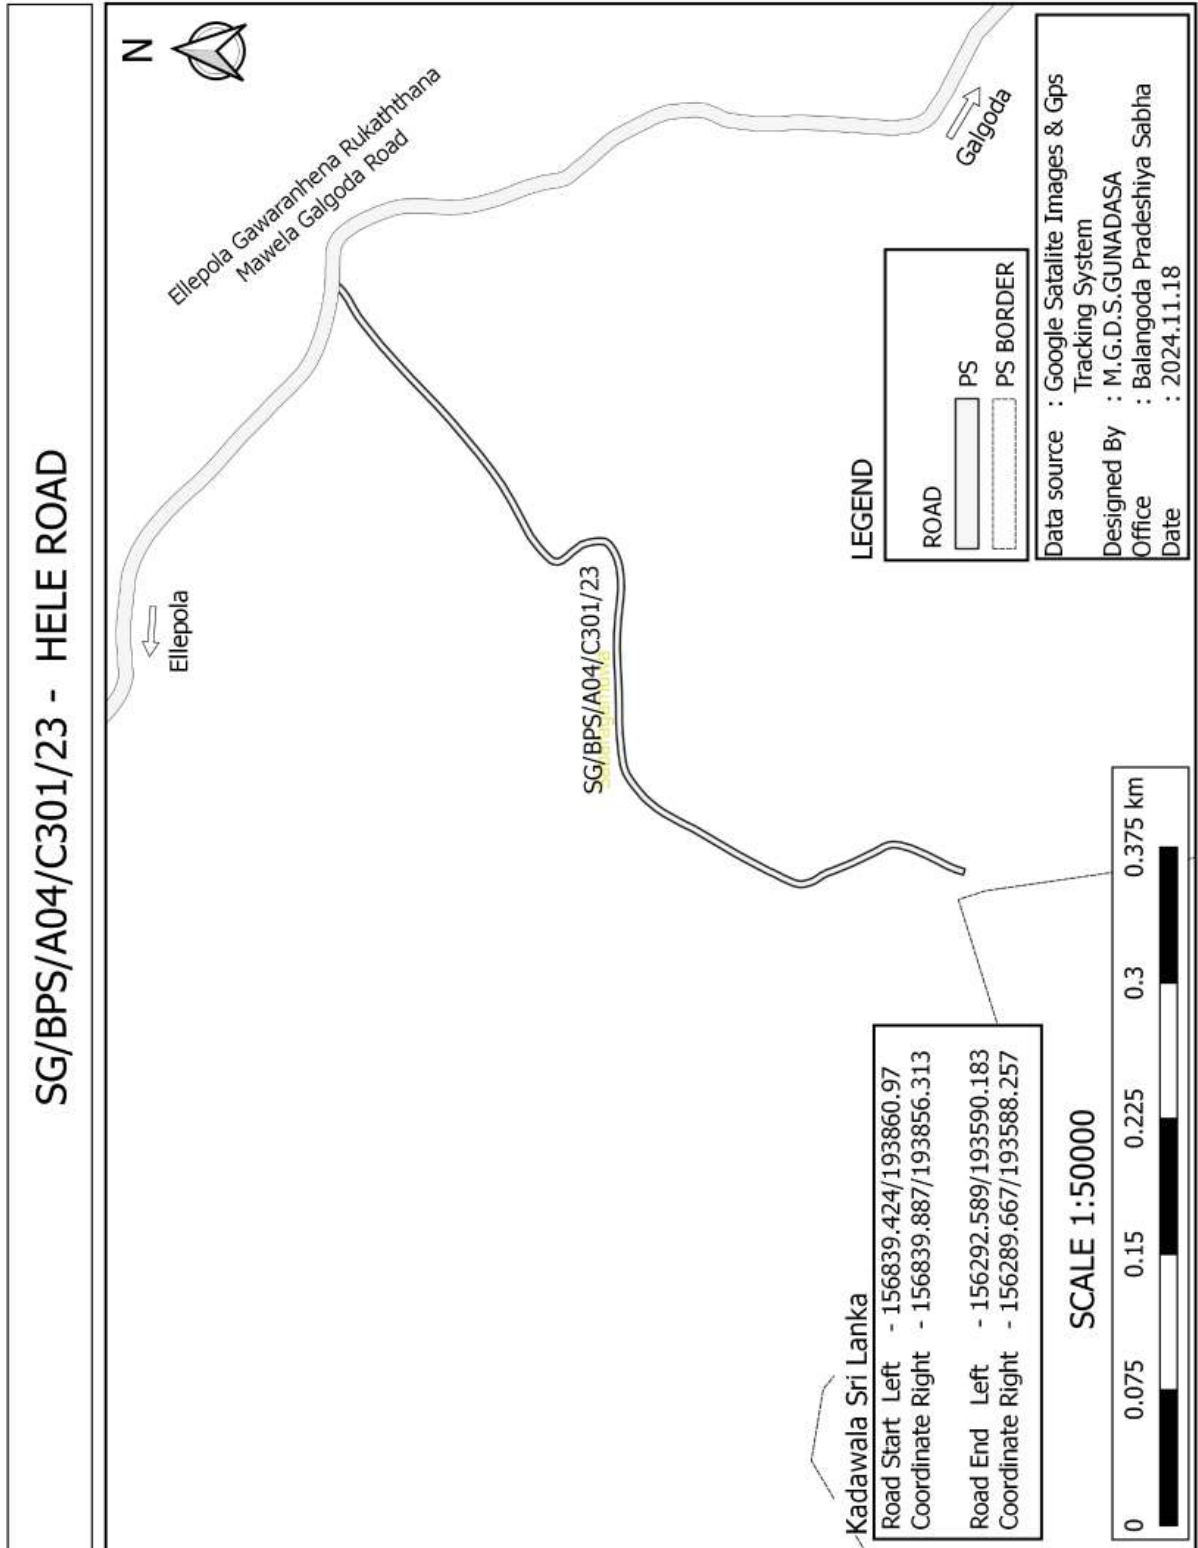 SG/BPS/A04/C301/23 - HELE ROAD
N
Ellepola Gawaranhena Rukaththana
Mawela Galgoda Road
Ellepola
Galgoda
SG/BPS/A04/C301/23
Sabaragamuwa
Kadawala Sri Lanka
Road Start Left - 156839.424/193860.97
Coordinate Right - 156839.887/193856.313
Road End Left - 156292.589/193590.183
Coordinate Right - 156289.667/193588.257
LEGEND
ROAD
PS
PS BORDER
SCALE 1:50000
0 0.075 0.15 0.225 0.3 0.375 km
Data source : Google Satalite Images & Gps
Tracking System
Designed By : M.G.D.S.GUNADASA
Office : Balangoda Pradeshiya Sabha
Date : 2024.11.18